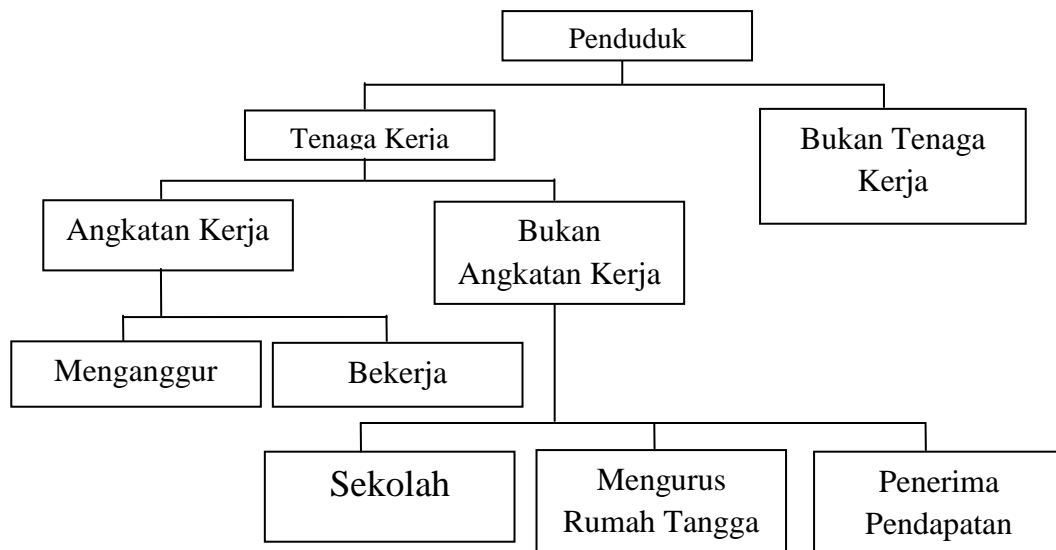 Penduduk
Tenaga Kerja
Bukan Tenaga
Kerja
Angkatan Kerja
Bukan
Angkatan Kerja
Menganggur
Bekerja
Sekolah
Mengurus
Rumah Tangga
Penerima
Pendapatan